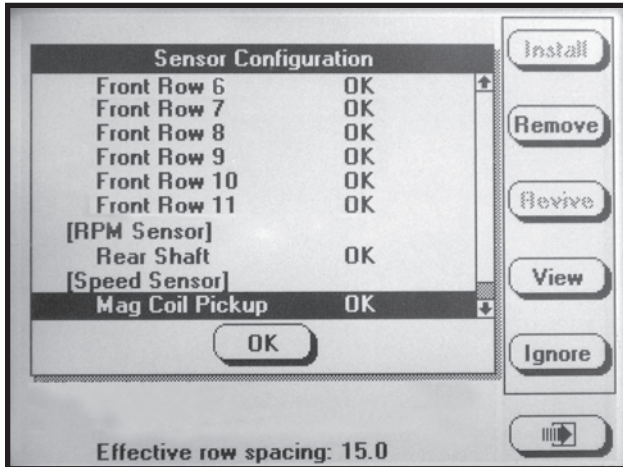 Sensor Configuration
Front Row 6 OK
Front Row 7 OK
Front Row 8 OK
Front Row 9 OK
Front Row 10 OK
Front Row 11 OK
[RPM Sensor]
Rear Shaft OK
[Speed Sensor]
Mag Coil Pickup OK
OK
Effective row spacing: 15.0
Install
Remove
Revive
View
Ignore